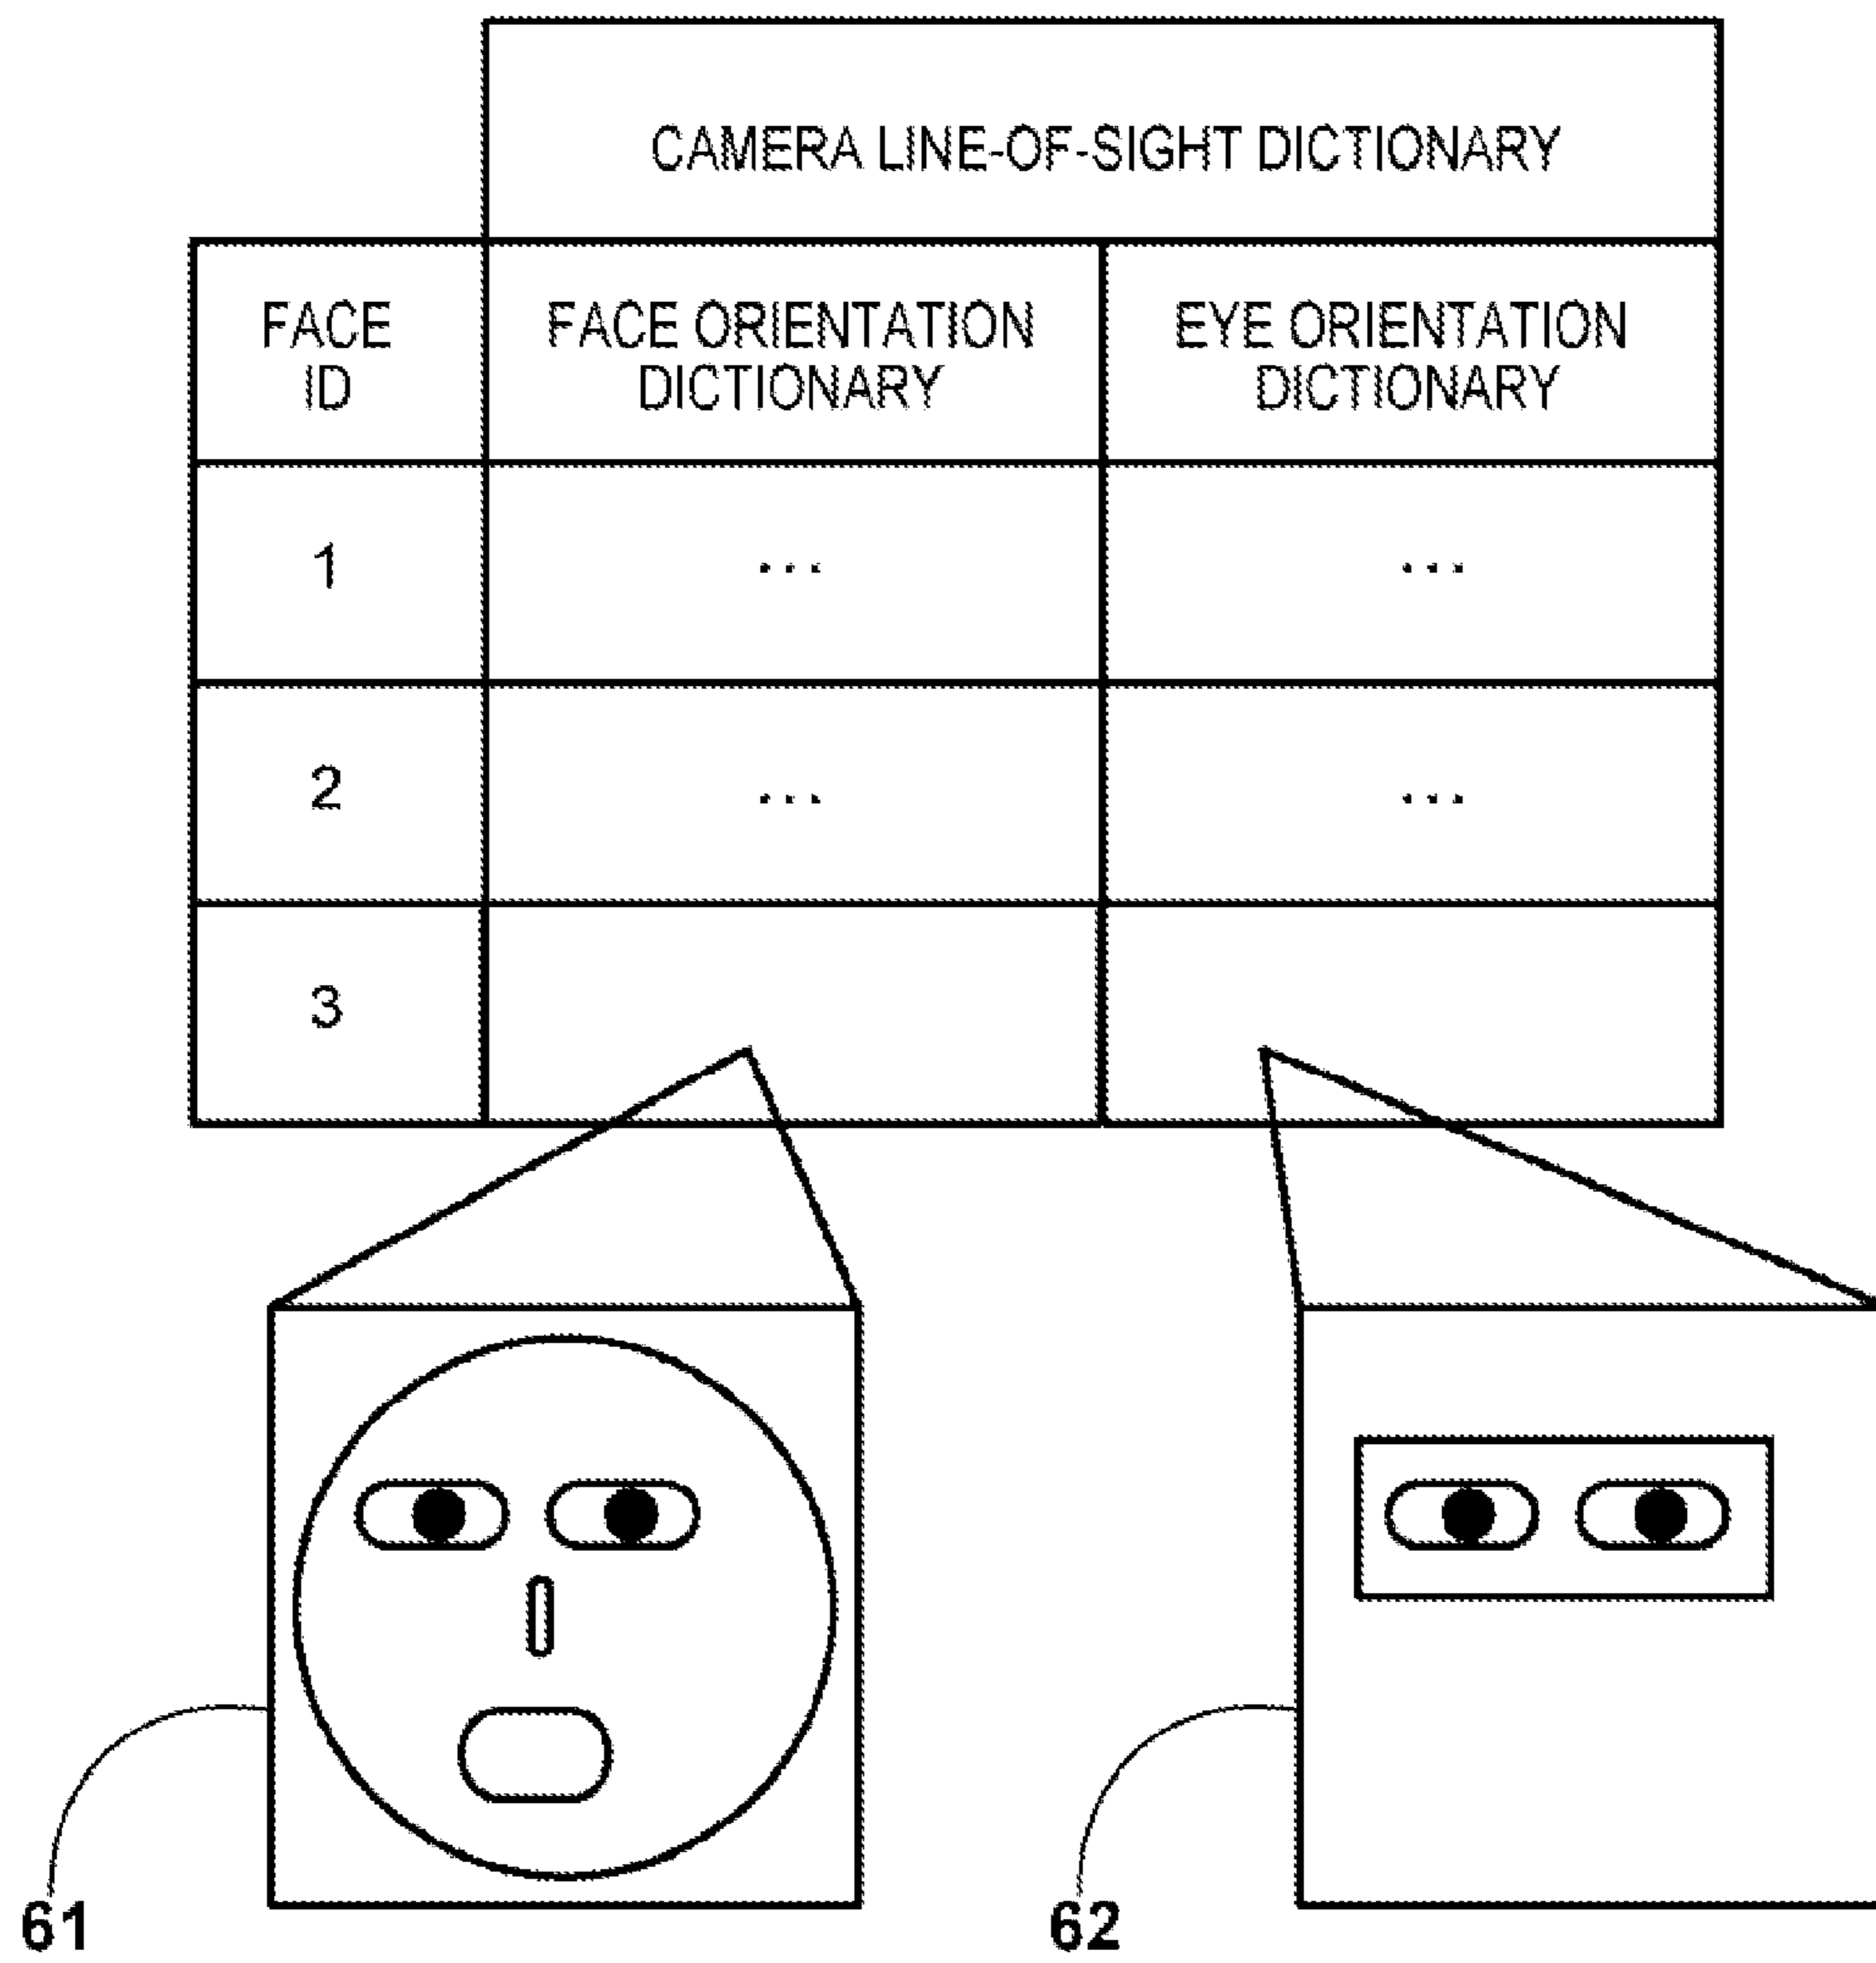 CAMERA LINE-OF-SIGHT DICTIONARY
FACE
ID
FACE ORIENTATION
DICTIONARY
EYE ORIENTATION
DICTIONARY
1
...
...
2
...
...
3
61
62